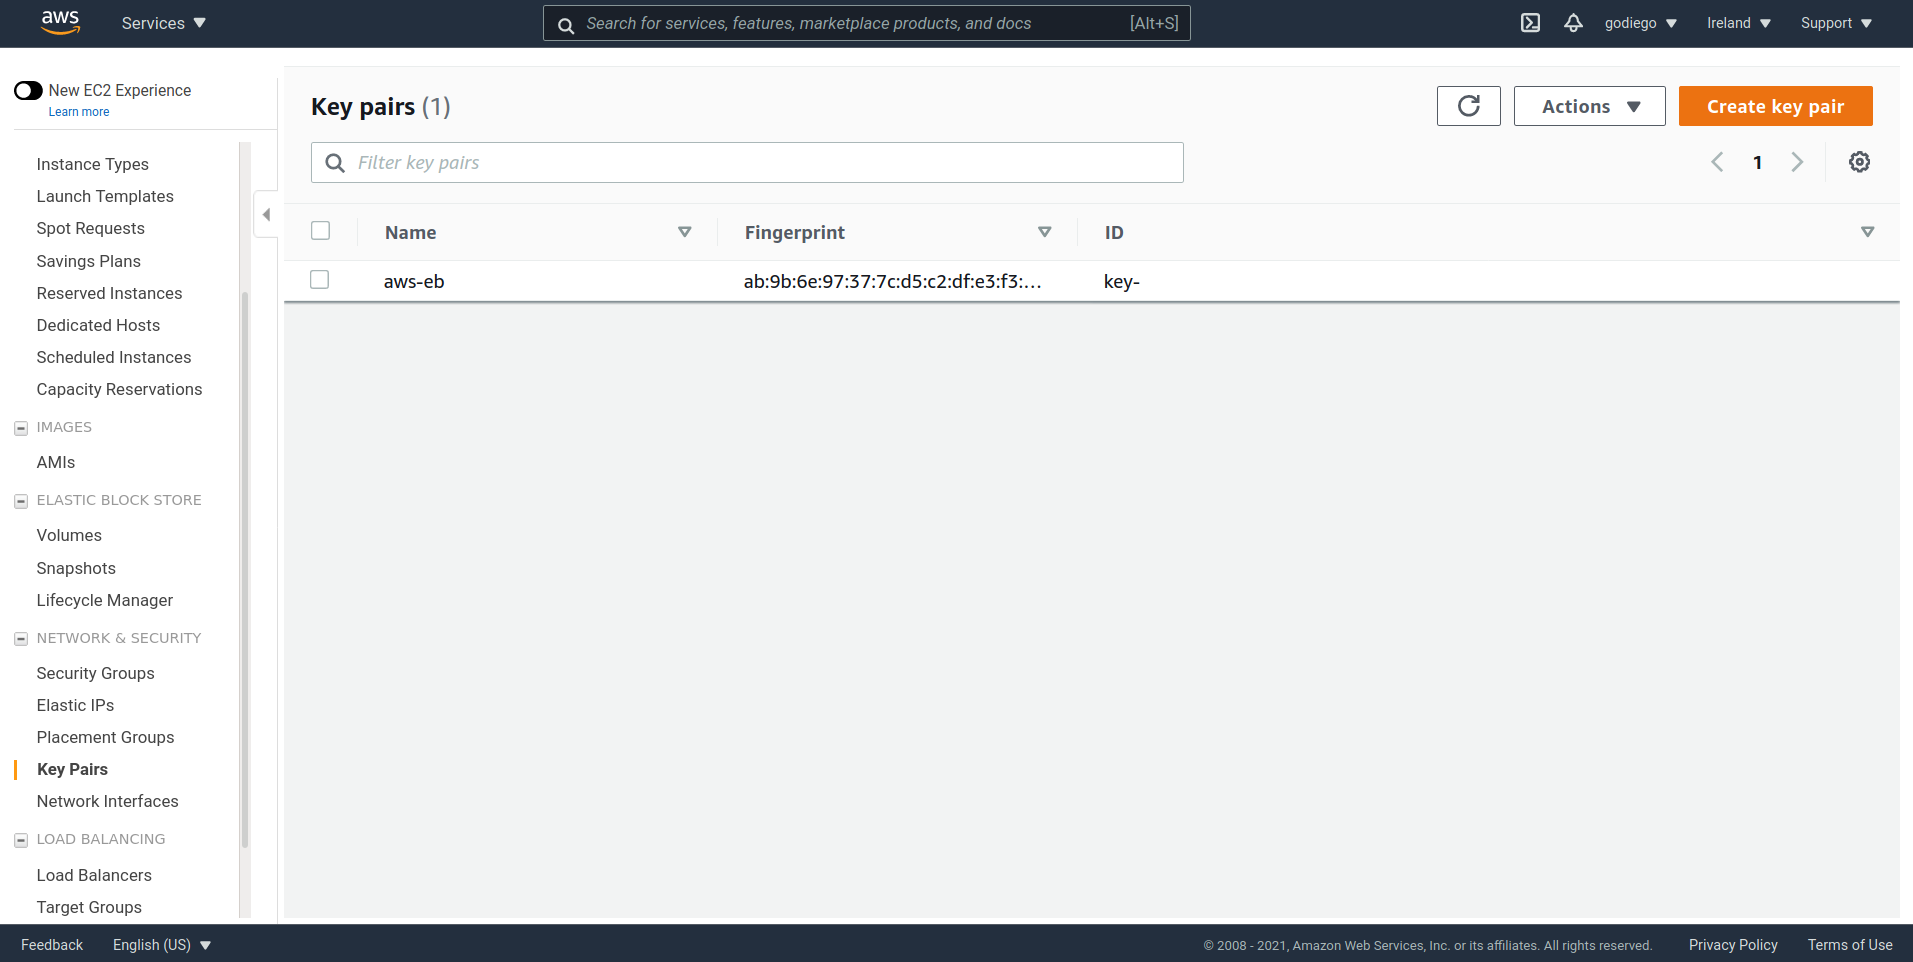 aws
Services
Search for services, features, marketplace products, and docs [Alt+S]
godiego
Ireland
Support
New EC2 Experience
Learn more
Instance Types
Launch Templates
Spot Requests
Savings Plans
Reserved Instances
Dedicated Hosts
Scheduled Instances
Capacity Reservations
IMAGES
AMIs
ELASTIC BLOCK STORE
Volumes
Snapshots
Lifecycle Manager
NETWORK & SECURITY
Security Groups
Elastic IPs
Placement Groups
Key Pairs
Network Interfaces
LOAD BALANCING
Load Balancers
Target Groups
Key pairs (1)
Actions
Create key pair
Filter key pairs
1
Name Fingerprint ID
aws-eb ab:9b:6e:97:37:7c:d5:c2:df:e3:f3:... key-
Feedback English (US)
© 2008 - 2021, Amazon Web Services, Inc. or its affiliates. All rights reserved. Privacy Policy Terms of Use